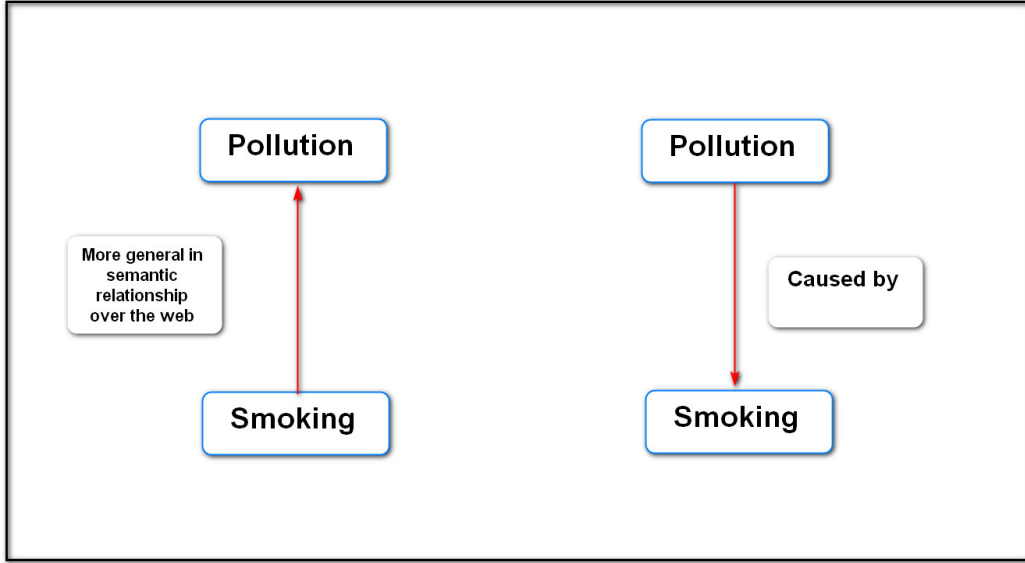 Pollution
More general in
semantic
relationship
over the web
Smoking
Pollution
Caused by
Smoking